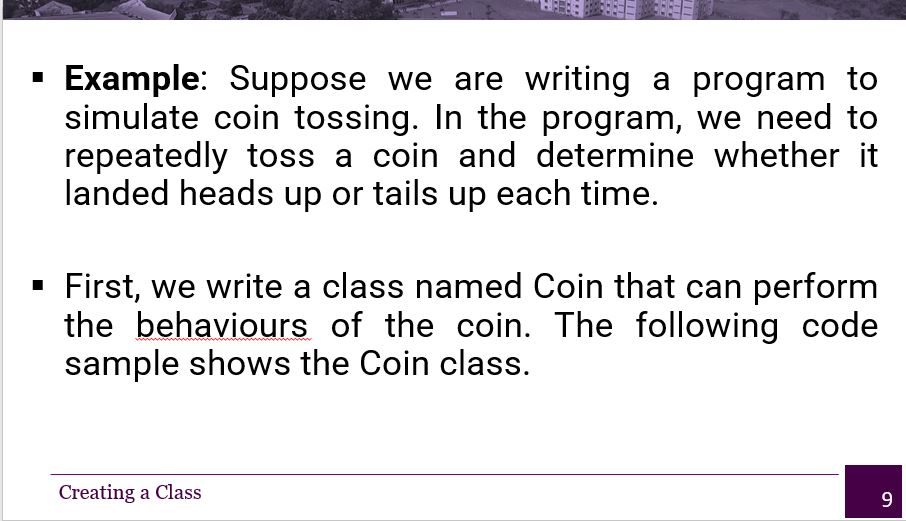 ▪ Example: Suppose we are writing a program to
simulate coin tossing. In the program, we need to
repeatedly toss a coin and determine whether it
landed heads up or tails up each time.
▪ First, we write a class named Coin that can perform
the behaviours of the coin. The following code
sample shows the Coin class.
Creating a Class
9